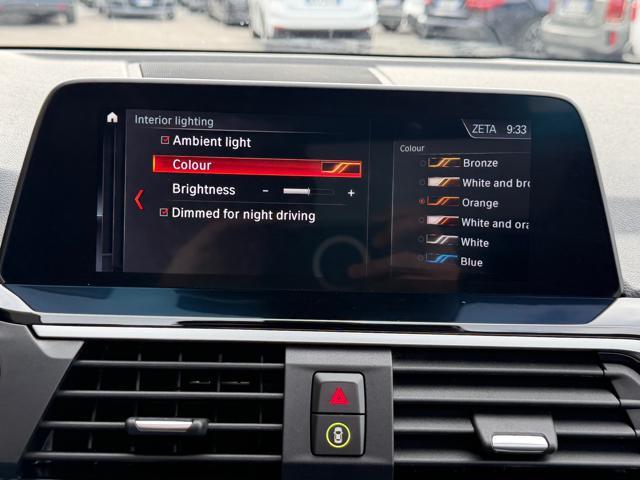 Interior lighting
ZETA 9:33
Ambient light
Colour
Brightness - +
Dimmed for night driving
Colour
Bronze
White and bro
Orange
White and ora
White
Blue